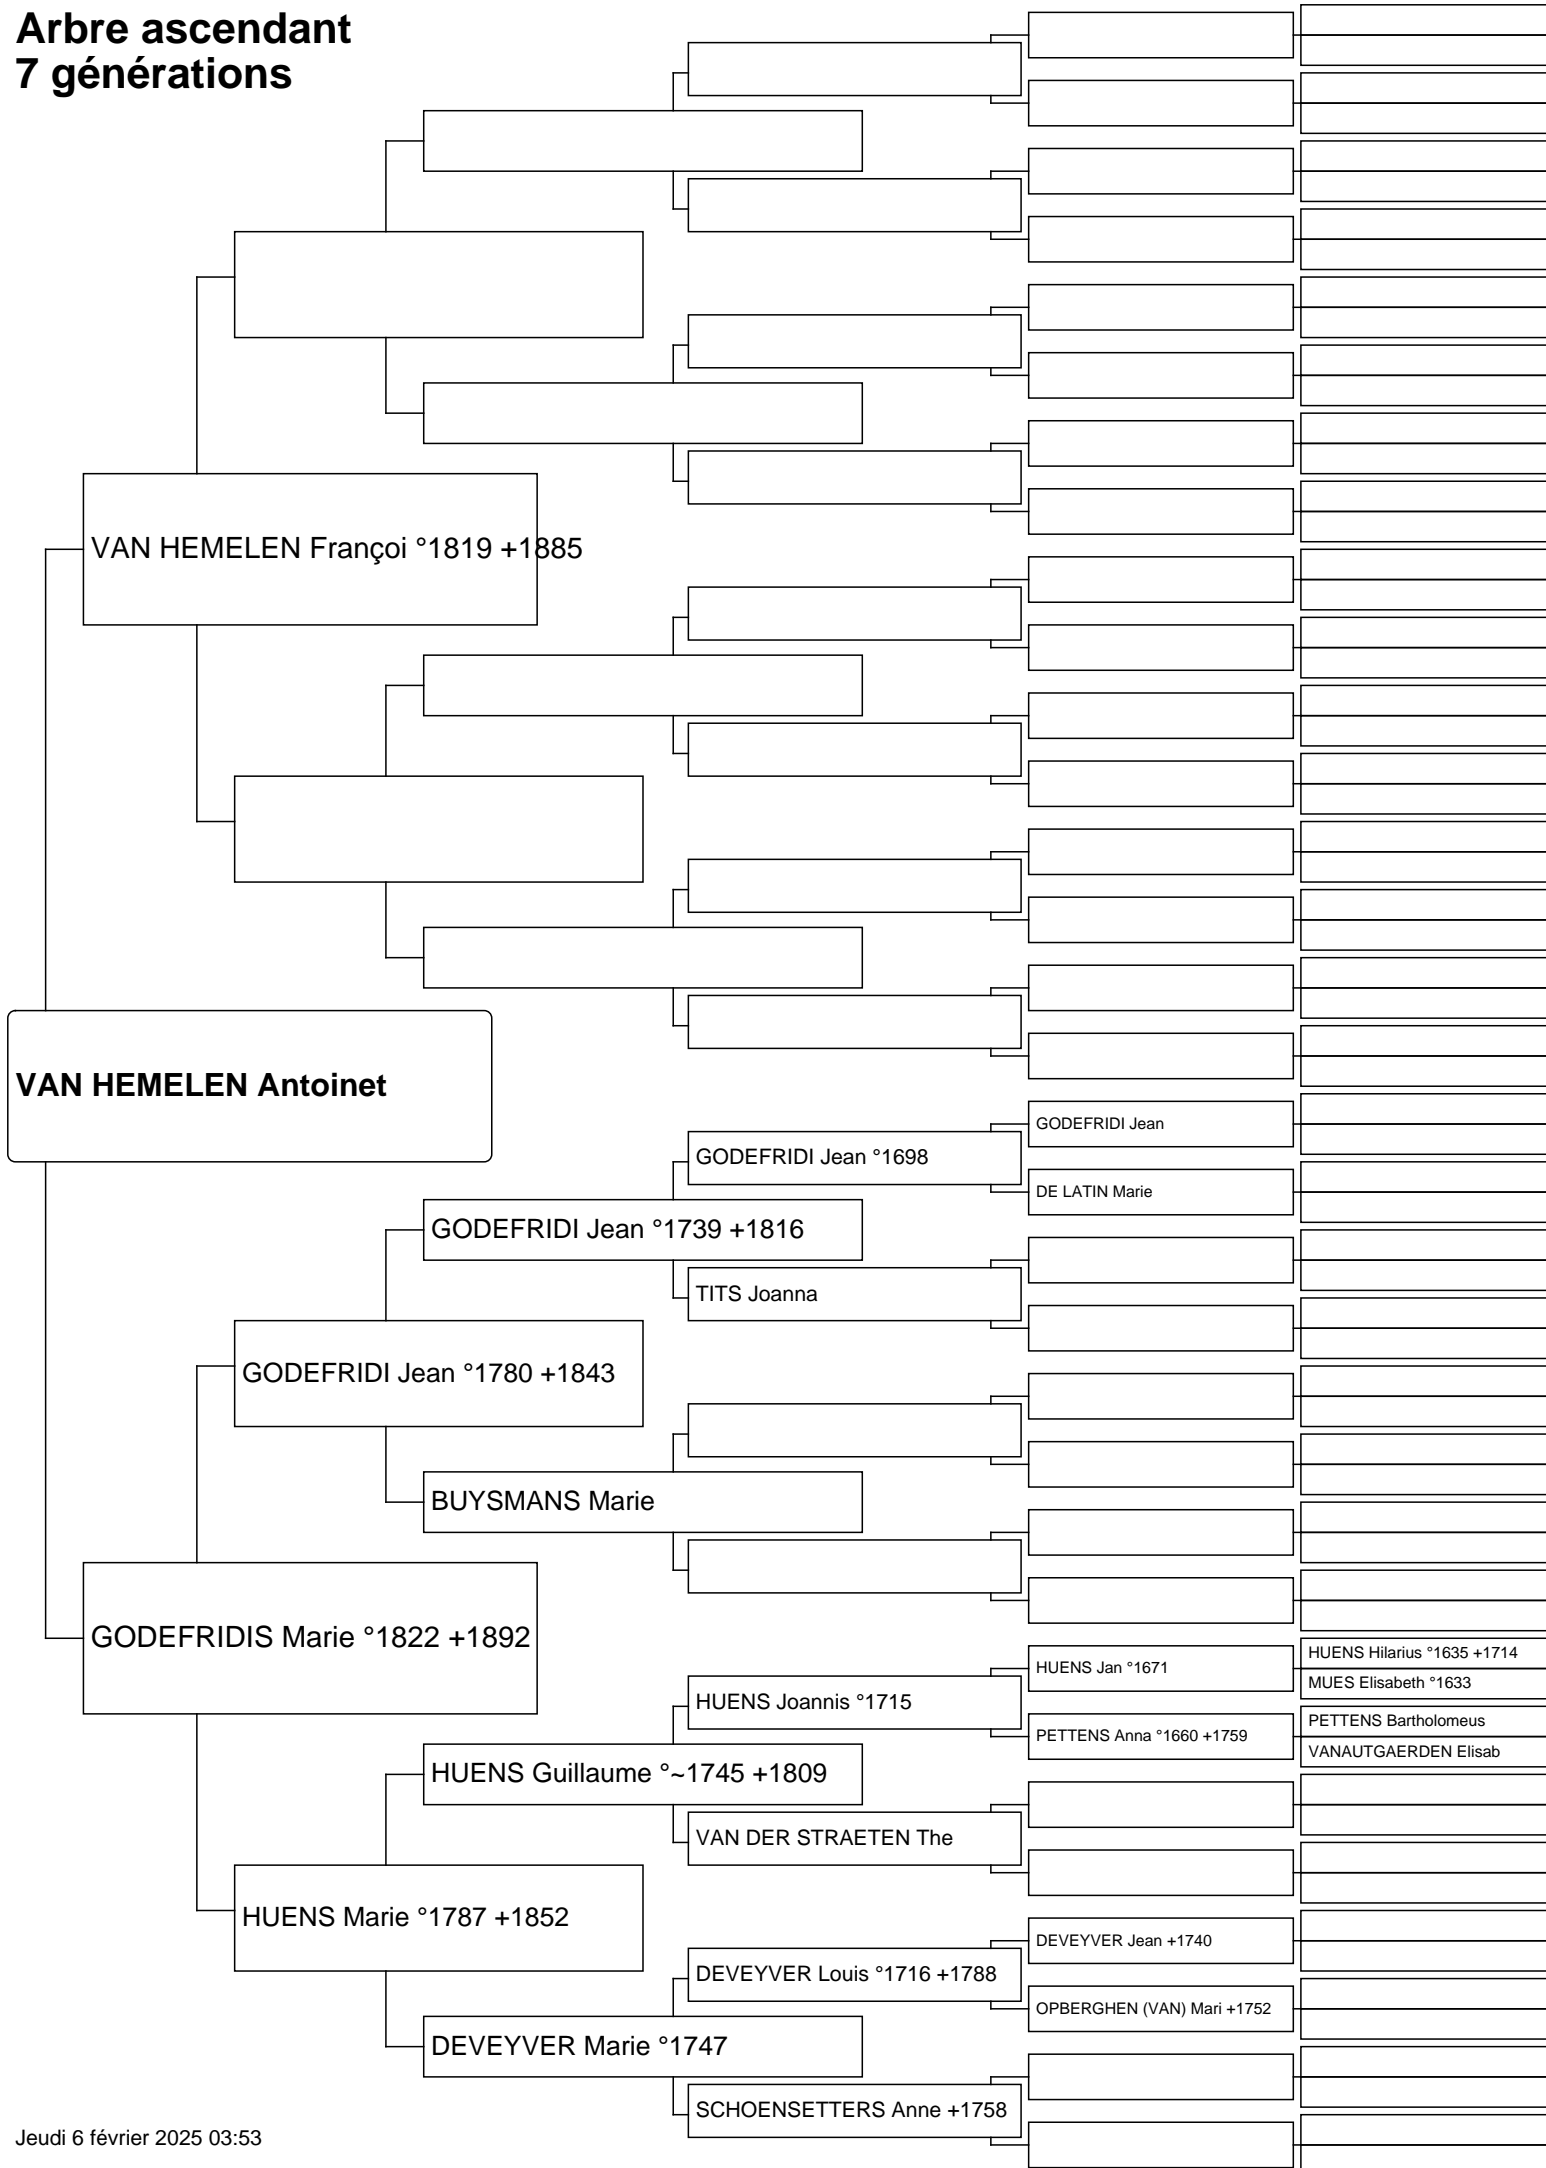 Arbre ascendant
7 générations
VAN HEMELEN Françoi °1819 +1885
VAN HEMELEN Antoinet
GODEFRIDI Jean
GODEFRIDI Jean °1698
DE LATIN Marie
GODEFRIDI Jean °1739 +1816
TITS Joanna
GODEFRIDI Jean °1780 +1843
BUYSMANS Marie
GODEFRIDIS Marie °1822 +1892
HUENS Hilarius °1635 +1714
HUENS Jan °1671
MUES Elisabeth °1633
HUENS Joannis °1715
PETTENS Bartholomeus
PETTENS Anna °1660 +1759
VANAUTGAERDEN Elisab
HUENS Guillaume °~1745 +1809
VAN DER STRAETEN The
HUENS Marie °1787 +1852
DEVEYVER Jean +1740
DEVEYVER Louis °1716 +1788
OPBERGHEN (VAN) Mari +1752
DEVEYVER Marie °1747
SCHOENSETTERS Anne +1758
Jeudi 6 février 2025 03:53